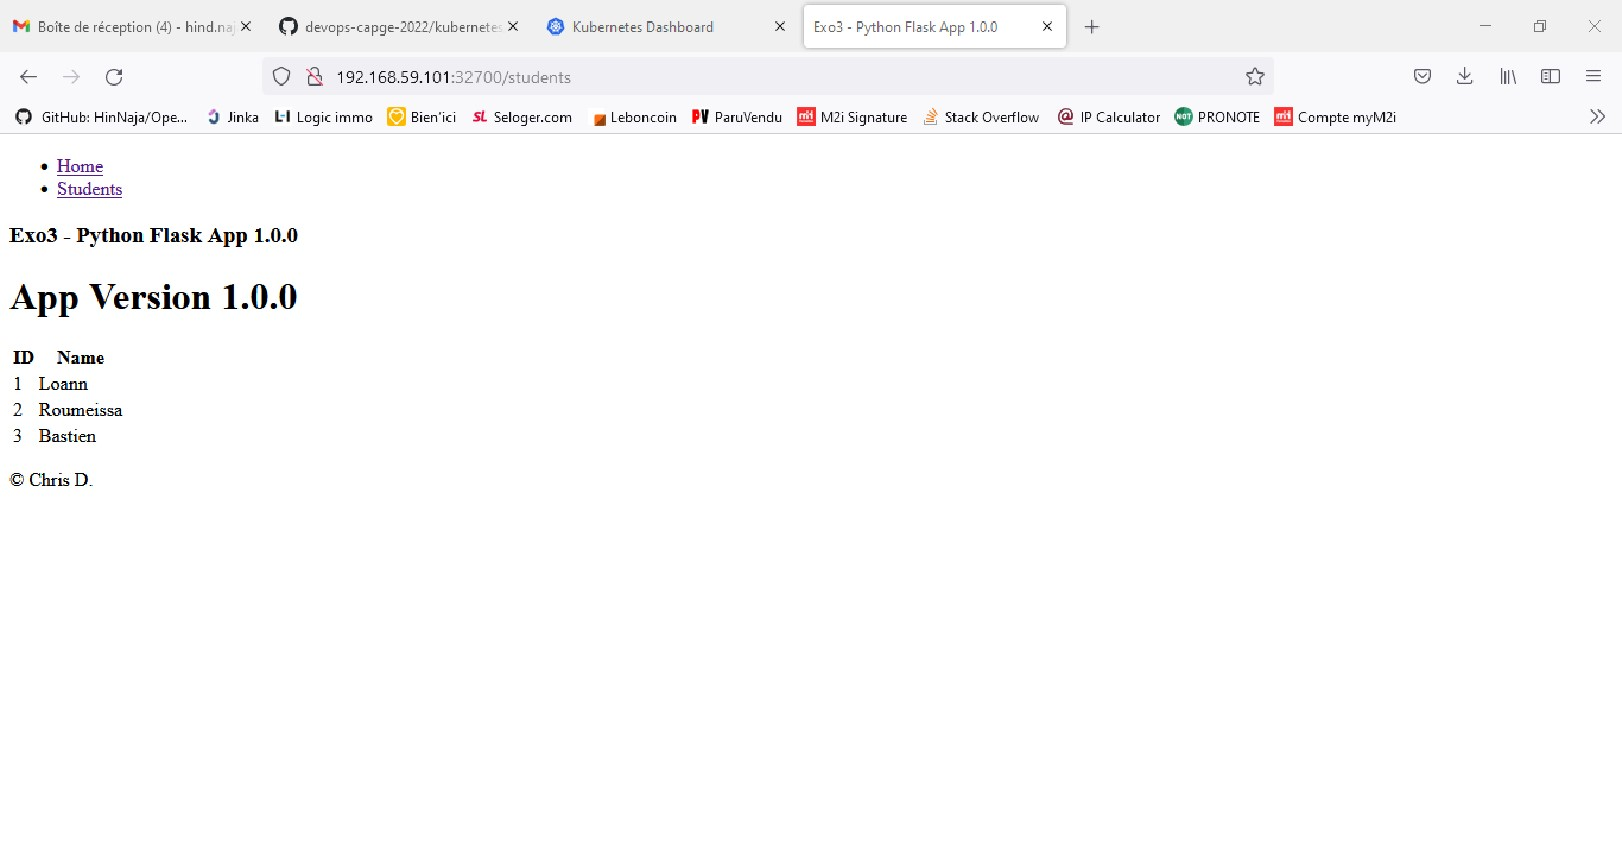 Boîte de réception (4) - hind.naj
devops-capge-2022/kubernetes
Kubernetes Dashboard
Exo3 - Python Flask App 1.0.0
192.168.59.101:32700/students
GitHub: HinNaja/Ope...
Jinka
Logic immo
Bien'ici
SL Seloger.com
Leboncoin
PV ParuVendu
M2i Signature
Stack Overflow
IP Calculator
PRONOTE
Compte myM2i
Home
Students
Exo3 - Python Flask App 1.0.0
App Version 1.0.0
ID Name
1 Loann
2 Roumeissa
3 Bastien
© Chris D.